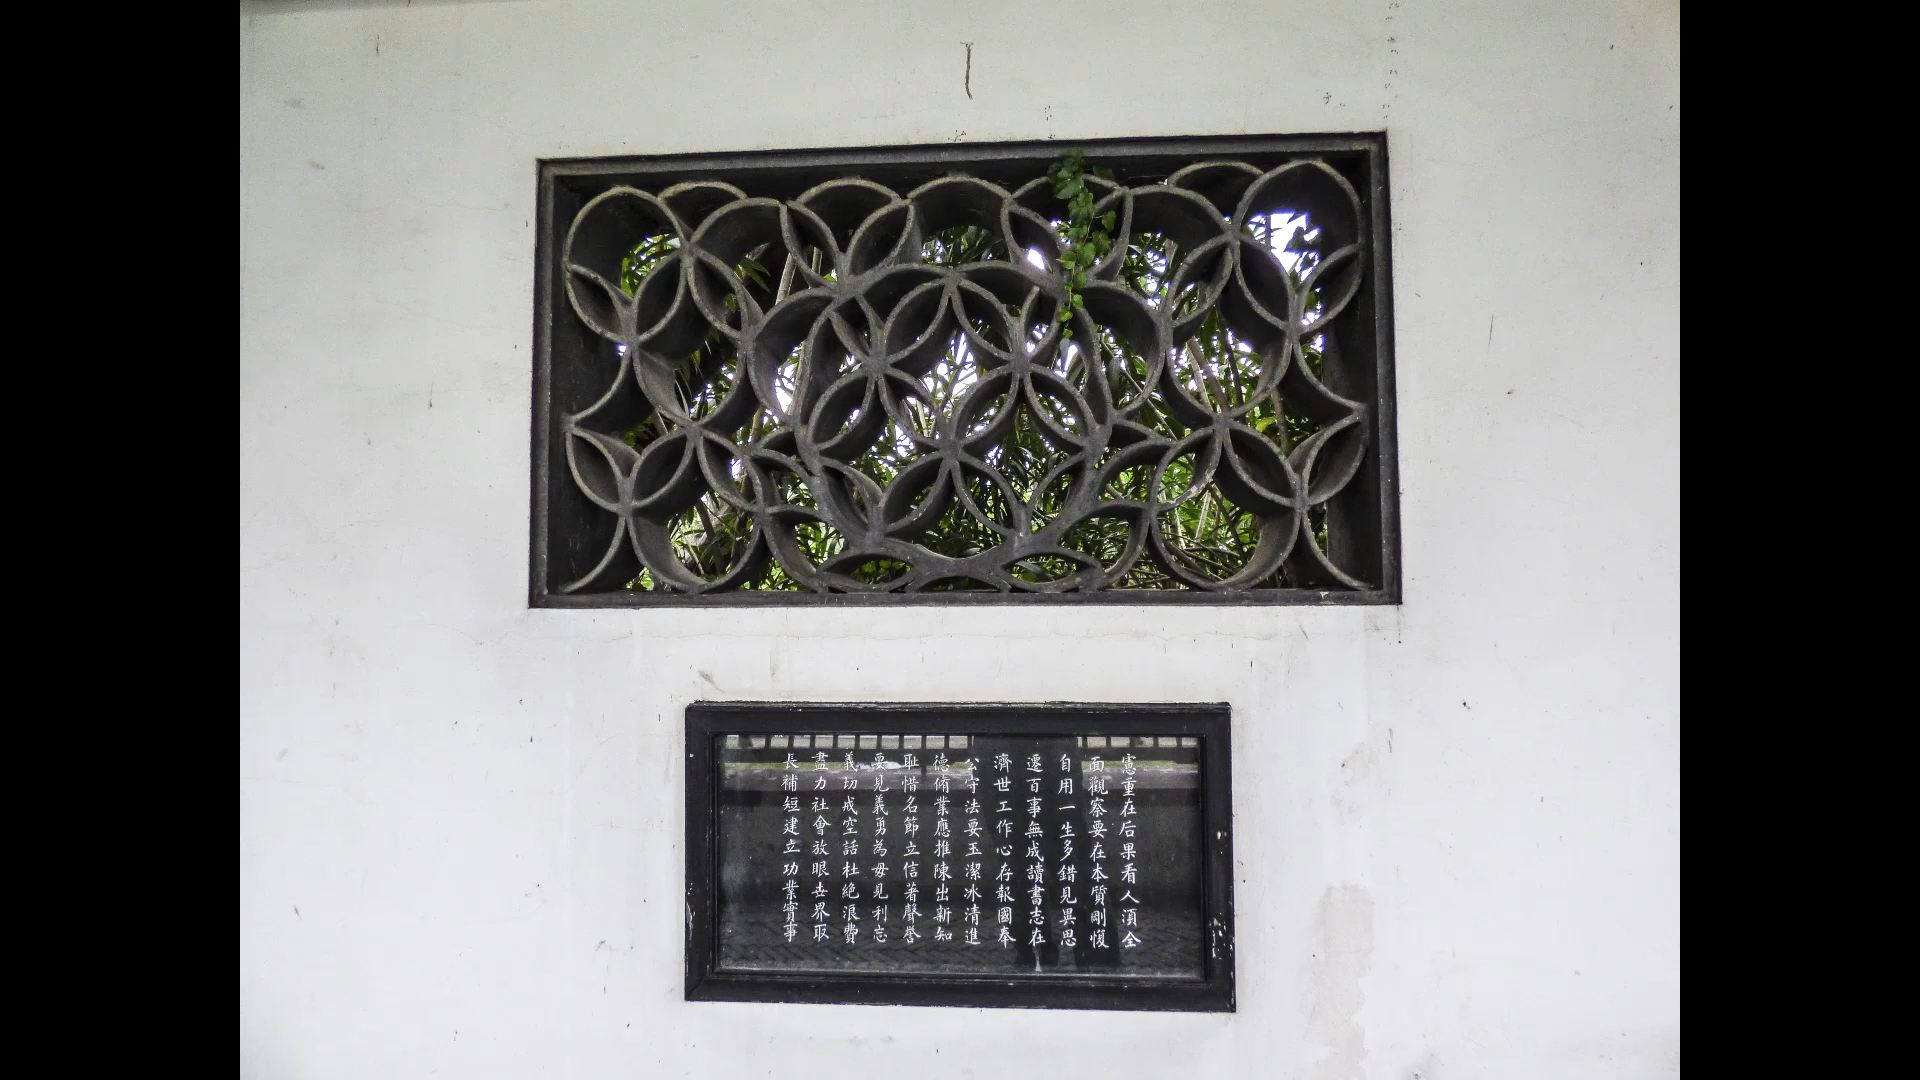 憲重在后果看人須全
面觀察要在本質剛愎
自用一生多錯見異思
遷百事無成讀書志在
濟世工作心存報國奉
公守法要玉潔冰清進
德脩業應推陳出新知
耻惜名節立信著聲譽
要見義勇為毋見利忘
義切戒空話杜絕浪費
盡力社會放眼世界取
長補短建立功業實事